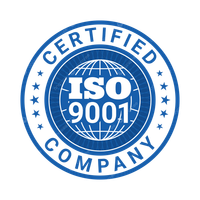 CERTIFIED
ISO
9001
COMPANY